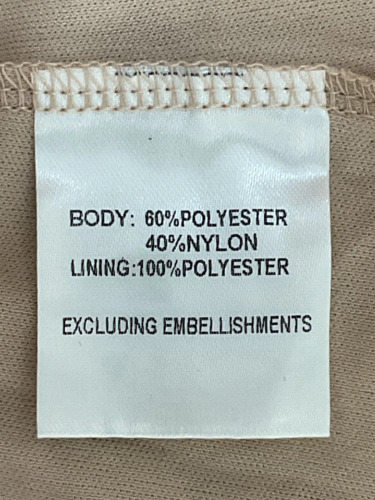 BODY: 60%POLYESTER
40%NYLON
LINING:100%POLYESTER
EXCLUDING EMBELLISHMENTS